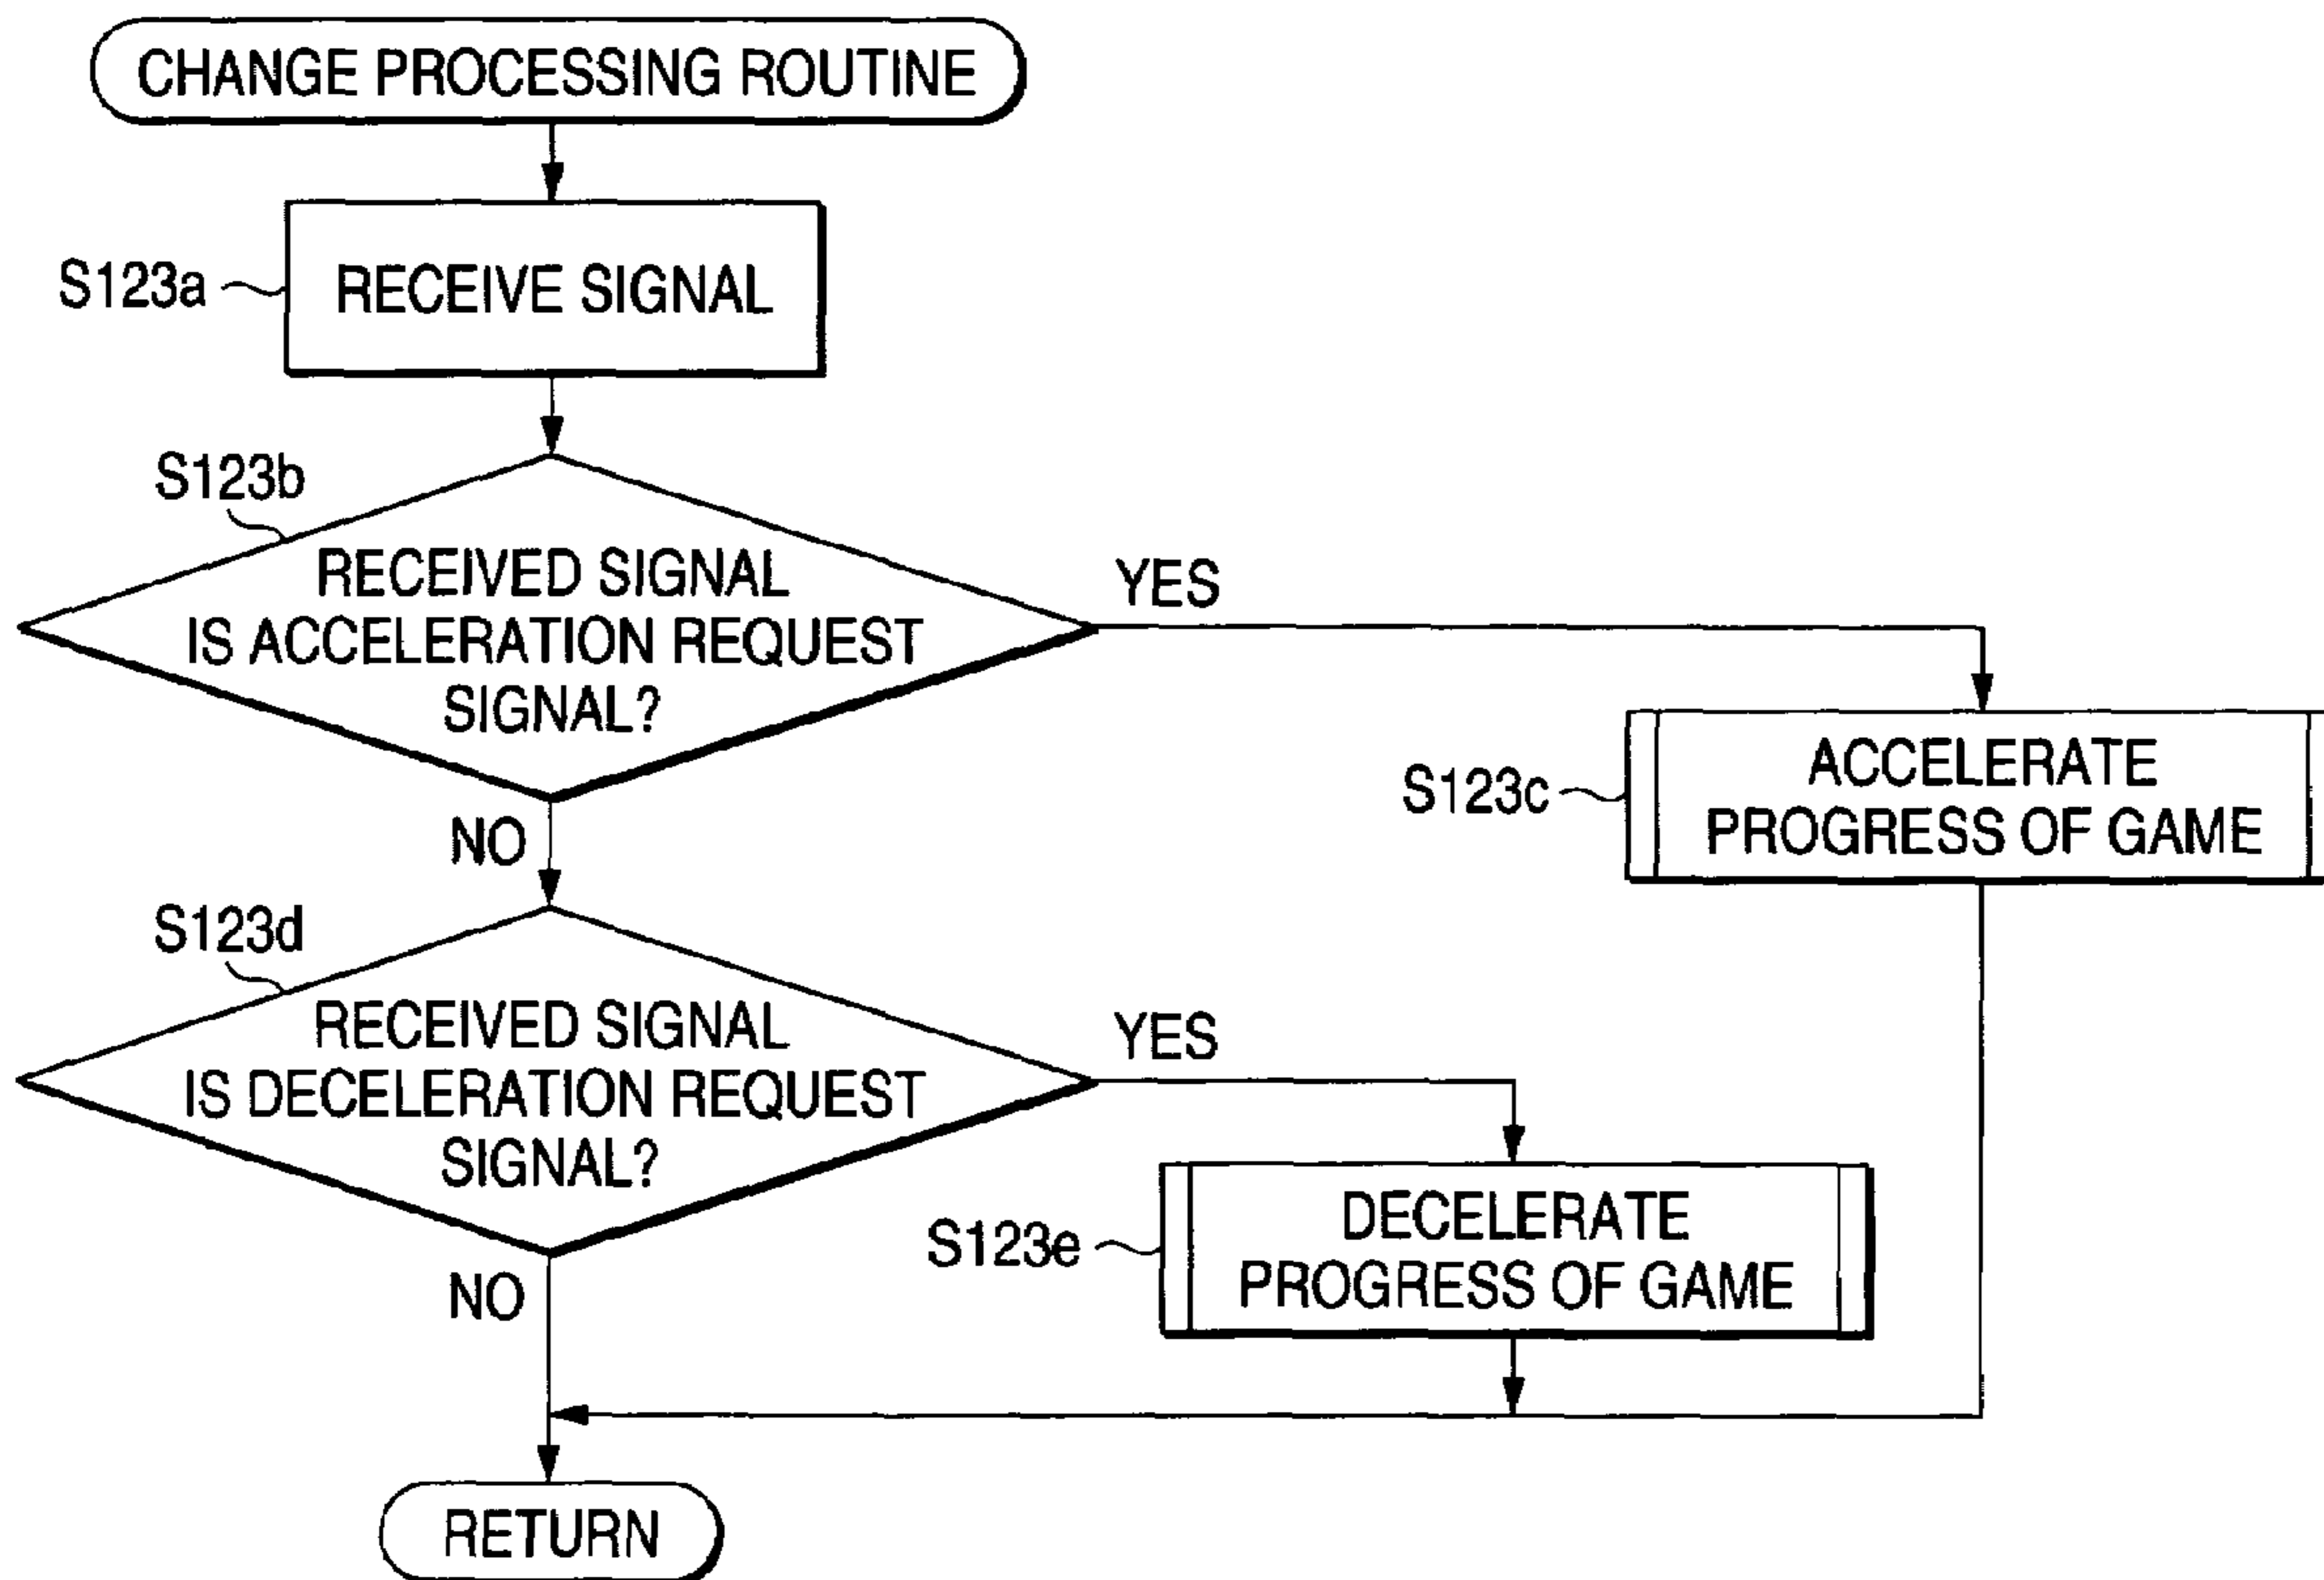 CHANGE PROCESSING ROUTINE
S123a
RECEIVE SIGNAL
S123b
RECEIVED SIGNAL
IS ACCELERATION REQUEST
SIGNAL?
YES
NO
S123c
ACCELERATE
PROGRESS OF GAME
S123d
RECEIVED SIGNAL
IS DECELERATION REQUEST
SIGNAL?
YES
NO
S123e
DECELERATE
PROGRESS OF GAME
RETURN